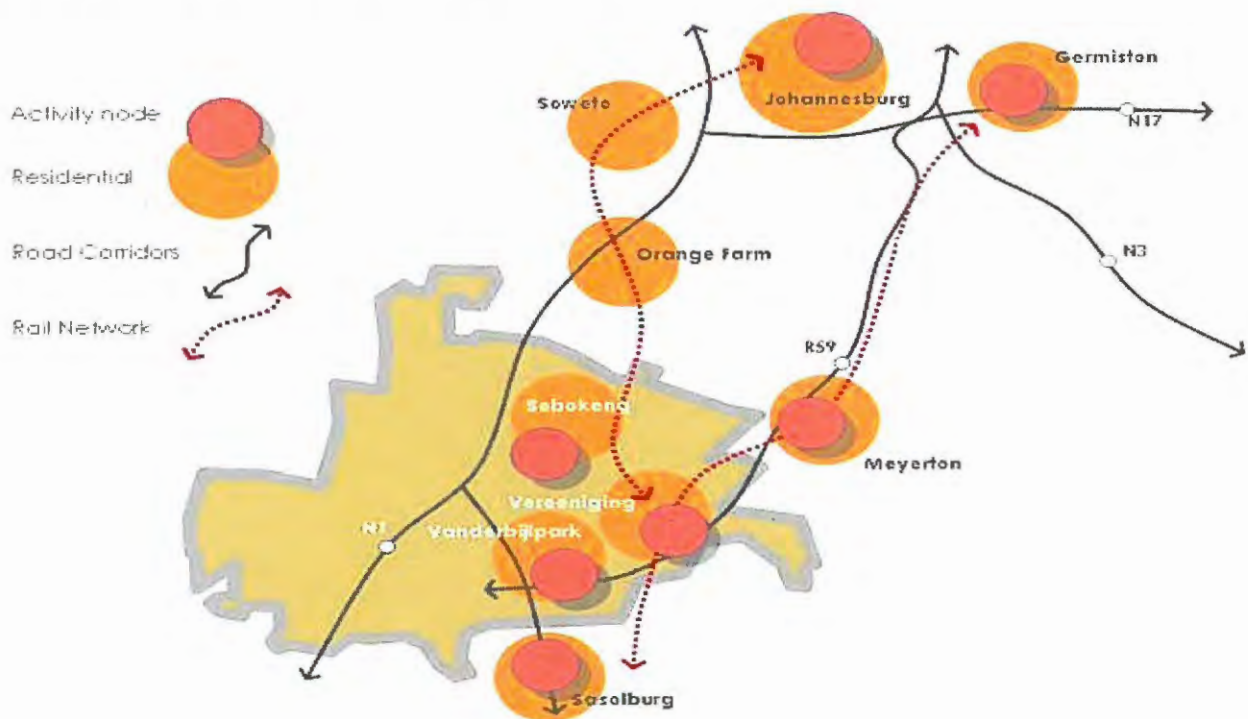 Activity node
Residential
Road Corridors
Rail Network
Soweto
Johannesburg
Germiston
N17
Orange Farm
N3
R59
Sebokeng
Meyerton
Vereeniging
Vanderbijlpark
N1
Sasolburg